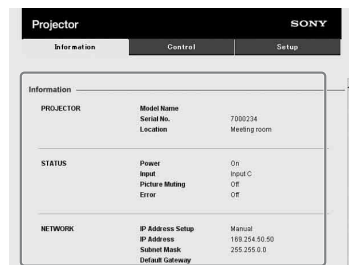 Projector
SONY
Information Control Setup
Information
PROJECTOR Model Name
Serial No. 7000234
Location Meeting room
STATUS Power On
Input Input C
Picture Muting Off
Error Off
NETWORK IP Address Setup Manual
IP Address 169.254.50.50
Subnet Mask 255.255.0.0
Default Gateway